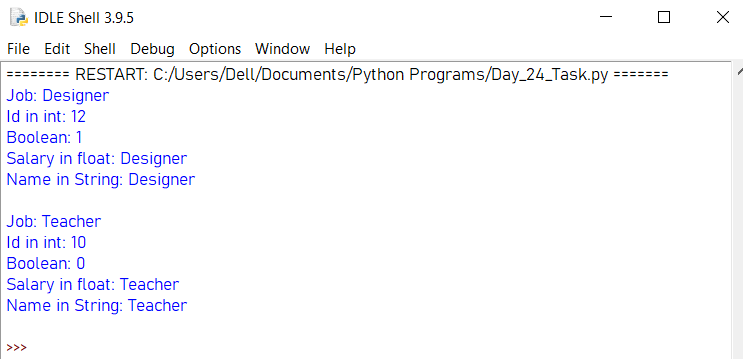 IDLE Shell 3.9.5
File Edit Shell Debug Options Window Help
======== RESTART: C:/Users/Dell/Documents/Python Programs/Day_24_Task.py =======
Job: Designer
Id in int: 12
Boolean: 1
Salary in float: Designer
Name in String: Designer
Job: Teacher
Id in int: 10
Boolean: 0
Salary in float: Teacher
Name in String: Teacher
>>>